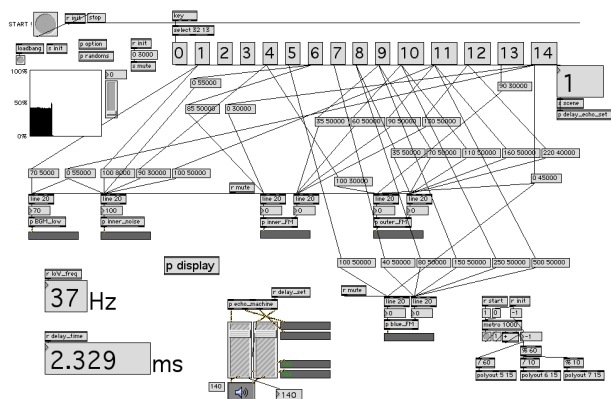 START !
r init
stop
key
select 32 13
loadbang
s init
p option
p randoms
r init
0 3000
s mute
0 1 2 3 4 5 6 7 8 9 10 11 12 13 14
100%
0
50%
0%
0 55000
90 30000
1
s scene
p delay_echo_set
85 50000
0 30000
35 50000
60 50000
90 50000
130 50000
35 50000
70 50000
110 50000
160 50000
220 40000
70 5000
0 55000
100 8000
90 30000
100 50000
r mute
100 30000
0 45000
line 20
line 20
line 20
line 20
line 20
line 20
70
100
0
0
0
0
p BGM_low
p inner_noise
p inner_FM
p outer_FM
p display
100 50000
40 50000
80 50000
150 50000
250 50000
500 50000
r loV_freq
37 Hz
r delay_set
p echo_machine
r mute
line 20
line 20
0
0
p blue_FM
r start
r init
1
0
-1
metro 1000
1
+
-1
% 60
r delay_time
2.329 ms
/ 60
/ 10
% 10
polyout 5 15
polyout 6 15
polyout 7 15
140
140